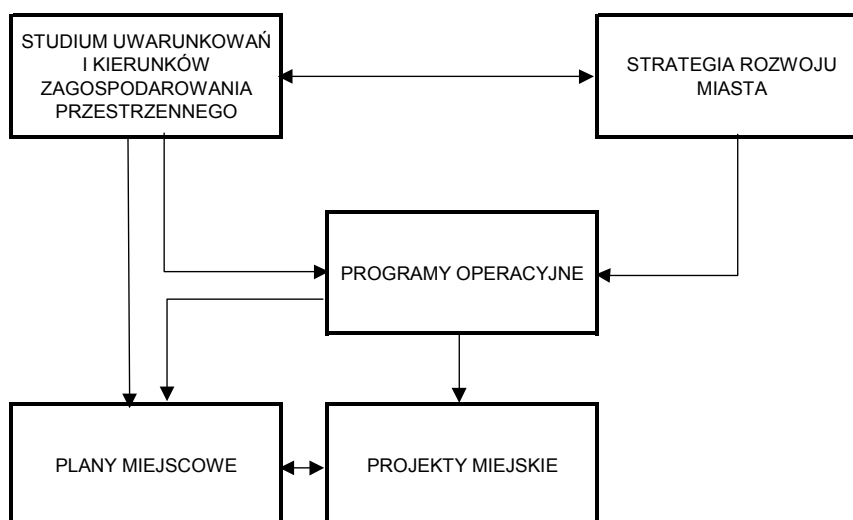 STUDIUM UWARUNKOWAŃ
I KIERUNKÓW
ZAGOSPODAROWANIA
PRZESTRZENNEGO
STRATEGIA ROZWOJU
MIASTA
PROGRAMY OPERACYJNE
PLANY MIEJSCOWE
PROJEKTY MIEJSKIE